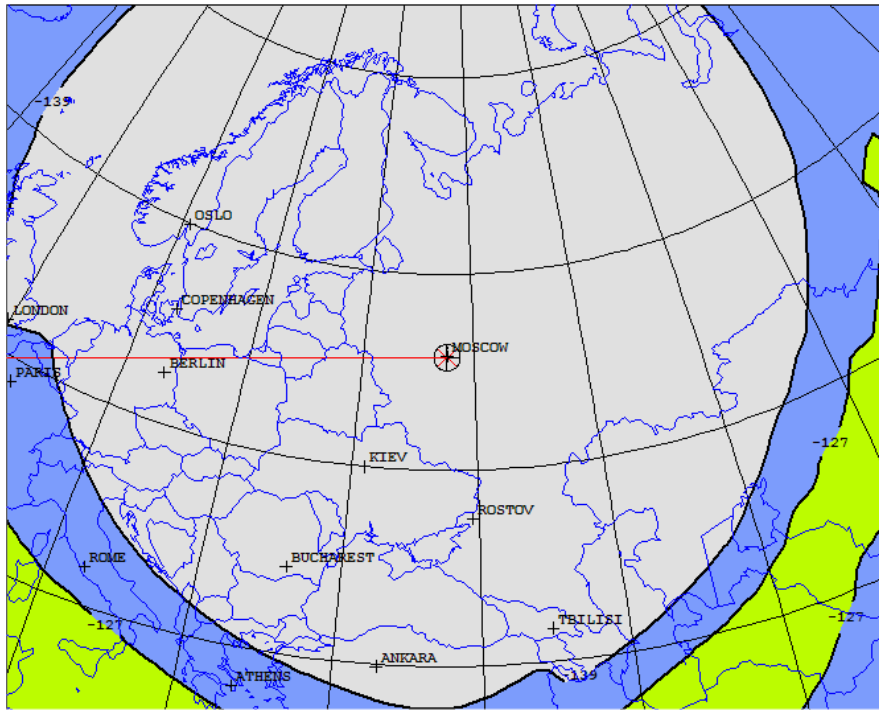 -139
OSLO
COPENHAGEN
LONDON
MOSCOW
BERLIN
PARIS
-127
KIEV
ROSTOV
ROME
BUCHAREST
TBILISI
-127
-127
ANKARA
-139
ATHENS